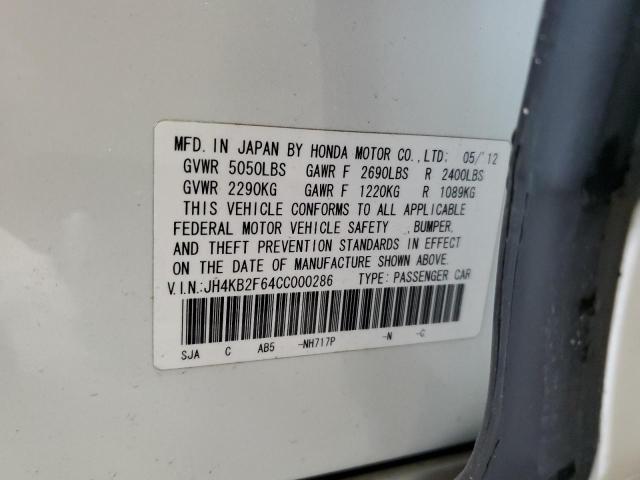 MFD. IN JAPAN BY HONDA MOTOR CO., LTD: 05/'12
GVWR 5050LBS GAWR F 2690LBS R 2400LBS
GVWR 2290KG GAWR F 1220KG R 1089KG
THIS VEHICLE CONFORMS TO ALL APPLICABLE
FEDERAL MOTOR VEHICLE SAFETY , BUMPER,
AND THEFT PREVENTION STANDARDS IN EFFECT
ON THE DATE OF MANUFACTURE SHOWN ABOVE.
V.I.N.:JH4KB2F64CC000286 TYPE: PASSENGER CAR
SJA C AB5 -NH717P -N -C